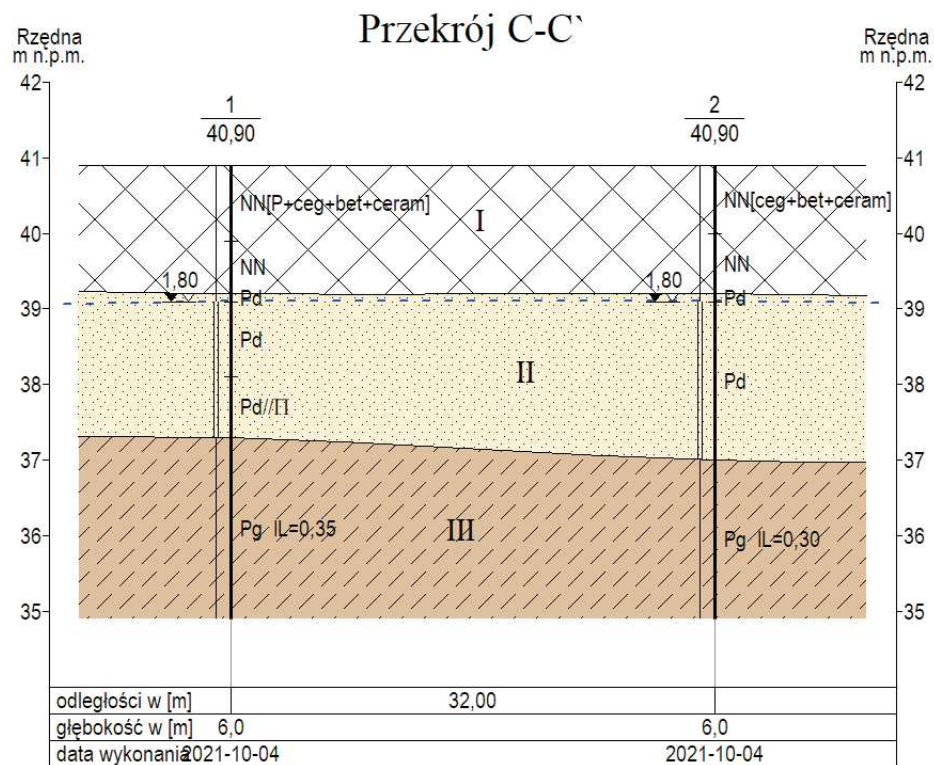 Przekrój C-C`
Rzędna
m n.p.m.
Rzędna
m n.p.m.
42
42
1
40,90
2
40,90
41
41
NN[P+ceg+bet+ceram]
I
NN[ceg+bet+ceram]
40
40
NN
NN
1,80
1,80
Pd
Pd
39
39
Pd
II
Pd
38
38
Pd//Π
37
37
Pg IL=0,35
III
Pg IL=0,30
36
36
35
35
odległości w [m]
32,00
głębokość w [m]
6,0
6,0
data wykonania
2021-10-04
2021-10-04